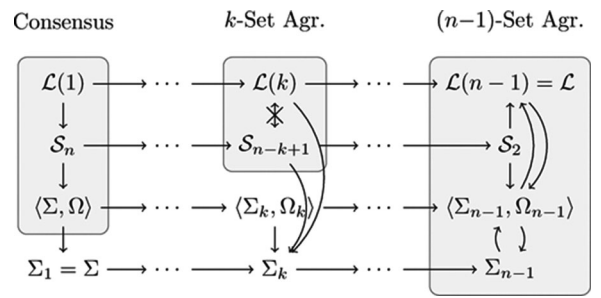 Consensus k-Set Agr. (n−1)-Set Agr.
ℒ(1) ··· ℒ(k) ··· ℒ(n − 1) = ℒ
𝒮ₙ ··· 𝒮ₙ₋ₖ₊₁ 𝒮₂
⟨Σ, Ω⟩ ··· ⟨Σₖ, Ωₖ⟩ ··· ⟨Σₙ₋₁, Ωₙ₋₁⟩
Σ₁ = Σ ··· Σₖ ··· Σₙ₋₁